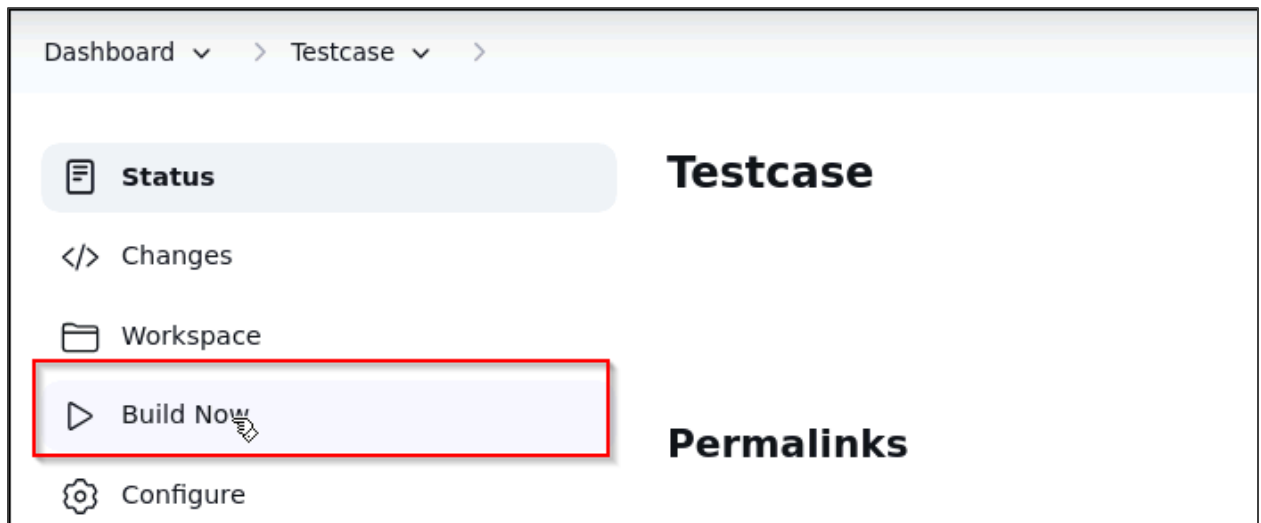 Dashboard Testcase
Status
Testcase
Changes
Workspace
Build Now
Permalinks
Configure